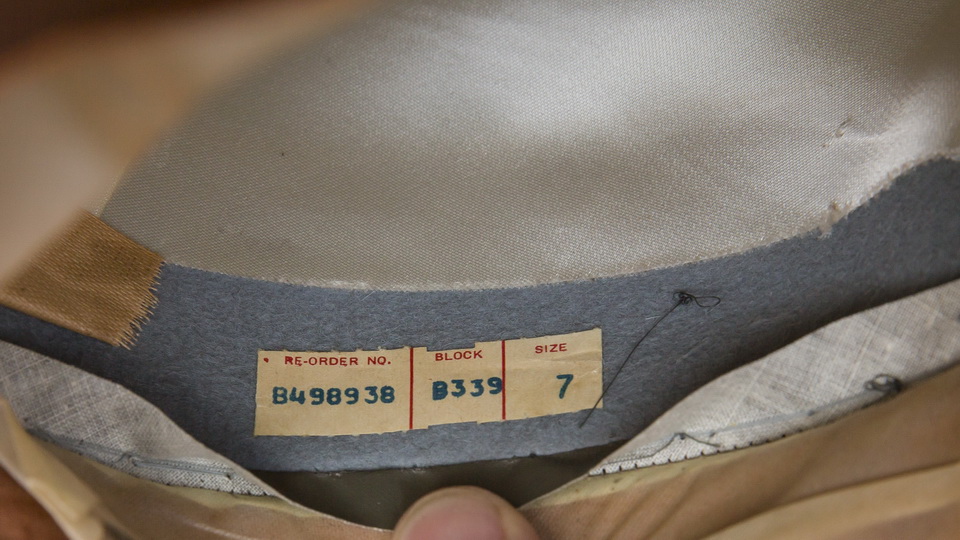 RE-ORDER NO. BLOCK SIZE
B498938 B339 7